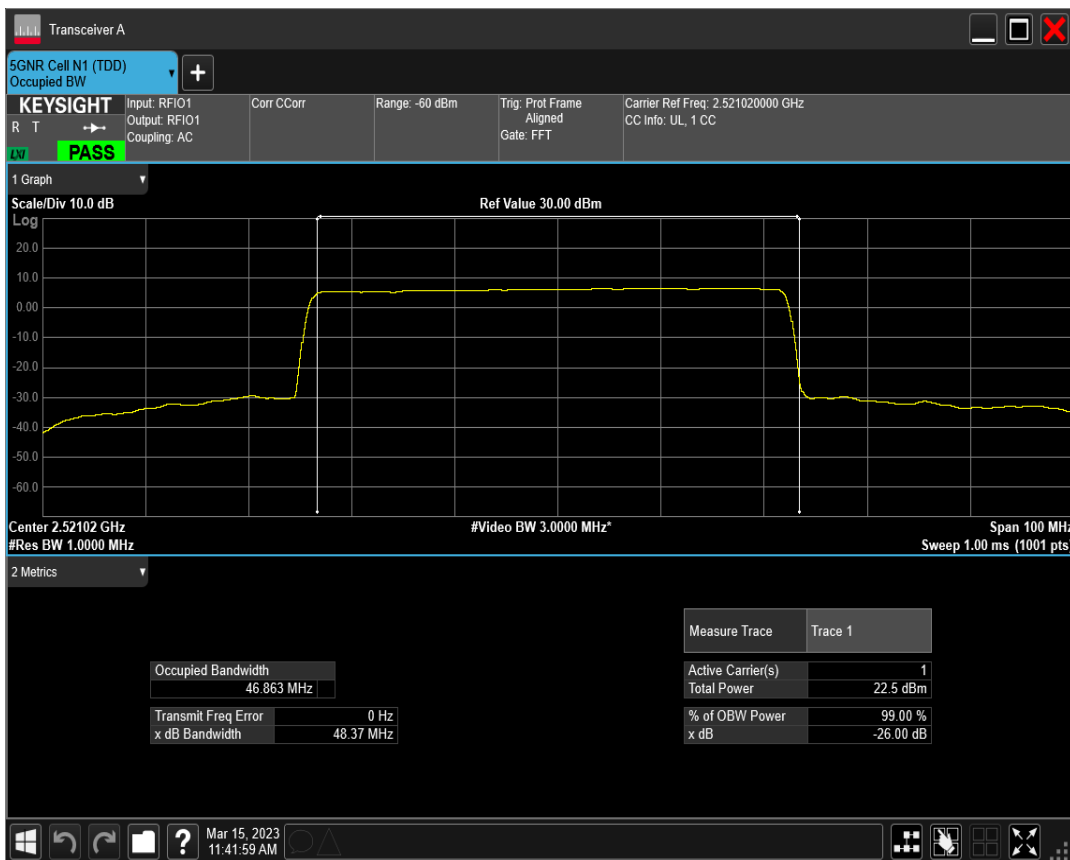 Transceiver A
5GNR Cell N1 (TDD)
Occupied BW
KEYSIGHT
R T
LXI
PASS
Input: RFIO1
Output: RFIO1
Coupling: AC
Corr CCorr
Range: -60 dBm
Trig: Prot Frame
Aligned
Gate: FFT
Carrier Ref Freq: 2.521020000 GHz
CC Info: UL, 1 CC
1 Graph
Scale/Div 10.0 dB
Ref Value 30.00 dBm
Log
20.0
10.0
0.00
-10.0
-20.0
-30.0
-40.0
-50.0
-60.0
Center 2.52102 GHz
#Video BW 3.0000 MHz*
Span 100 MHz
#Res BW 1.0000 MHz
Sweep 1.00 ms (1001 pts)
2 Metrics
Measure Trace Trace 1
Occupied Bandwidth
46.863 MHz
Active Carrier(s) 1
Total Power 22.5 dBm
Transmit Freq Error 0 Hz
x dB Bandwidth 48.37 MHz
% of OBW Power 99.00 %
x dB -26.00 dB
?
Mar 15, 2023
11:41:59 AM